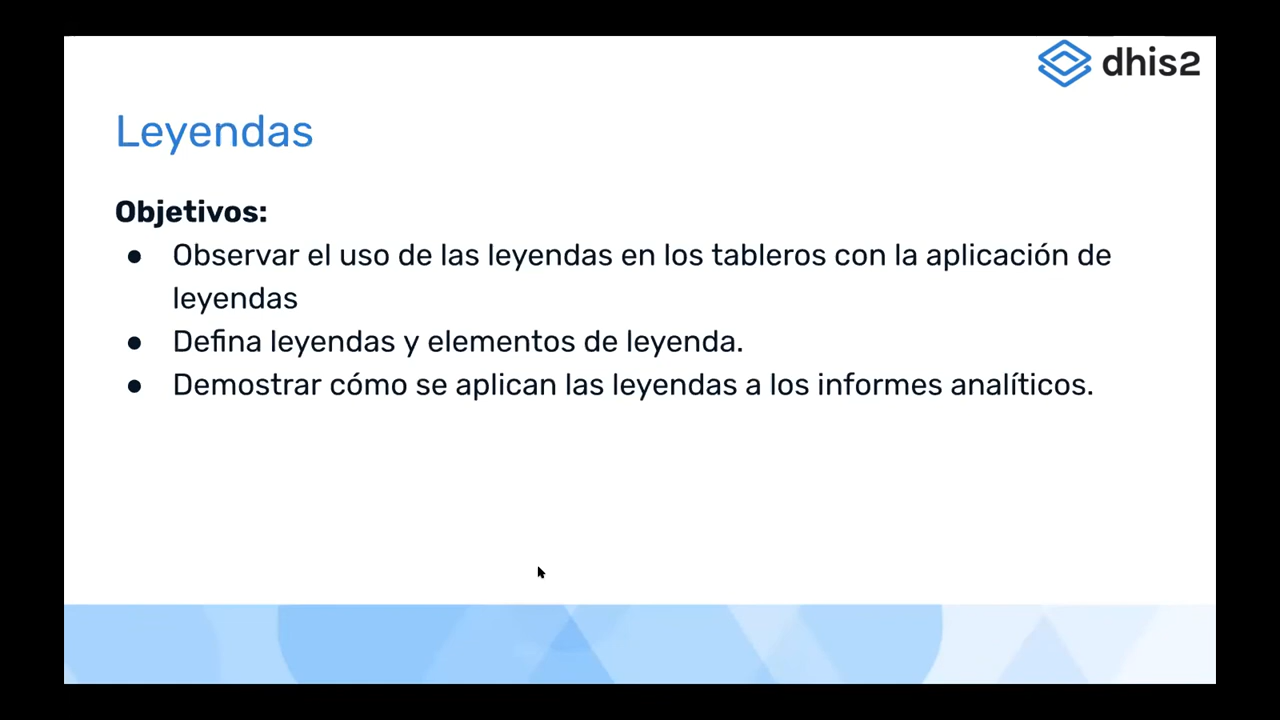 dhis2
Leyendas
Objetivos:
● Observar el uso de las leyendas en los tableros con la aplicación de
leyendas
● Defina leyendas y elementos de leyenda.
● Demostrar cómo se aplican las leyendas a los informes analíticos.